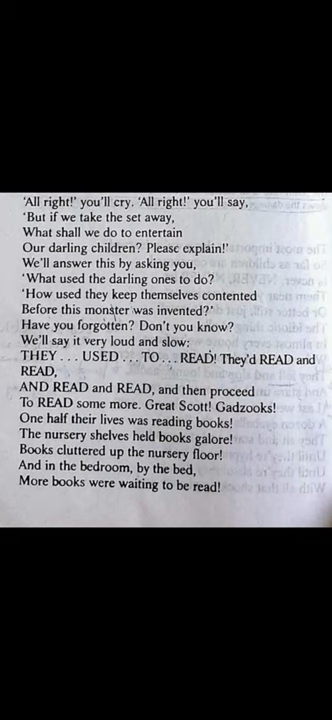 'All right!' you'll cry. 'All right!' you'll say,
'But if we take the set away,
What shall we do to entertain
Our darling children? Please explain!'
We'll answer this by asking you,
'What used the darling ones to do?
'How used they keep themselves contented
Before this monster was invented?'
Have you forgotten? Don't you know?
We'll say it very loud and slow:
THEY . . . USED . . . TO . . . READ! They'd READ and
READ,
AND READ and READ, and then proceed
To READ some more. Great Scott! Gadzooks!
One half their lives was reading books!
The nursery shelves held books galore!
Books cluttered up the nursery floor!
And in the bedroom, by the bed,
More books were waiting to be read!